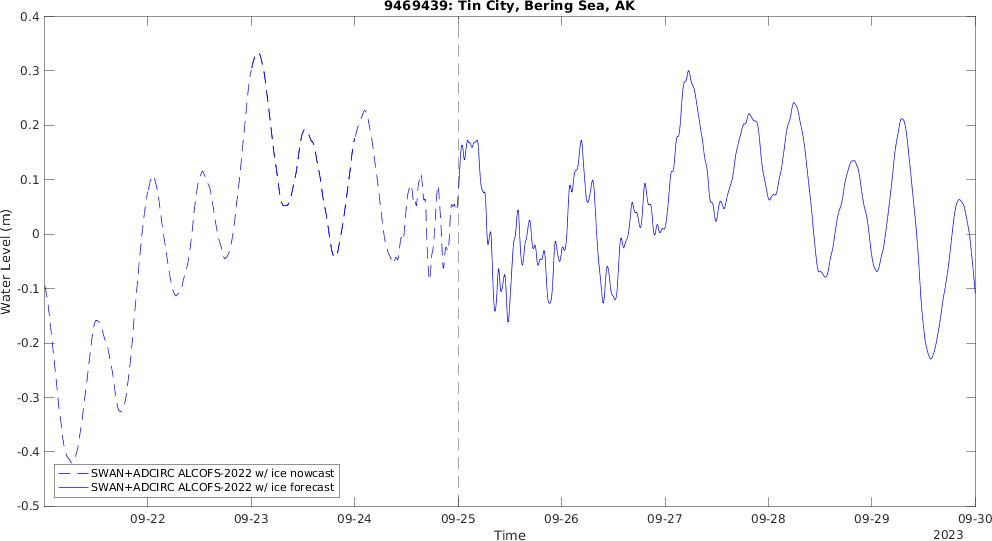 9469439: Tin City, Bering Sea, AK
0.4
0.3
0.2
0.1
0
-0.1
-0.2
-0.3
-0.4
-0.5
Water Level (m)
SWAN+ADCIRC ALCOFS-2022 w/ ice nowcast
SWAN+ADCIRC ALCOFS-2022 w/ ice forecast
09-22 09-23 09-24 09-25 09-26 09-27 09-28 09-29 09-30
Time
2023